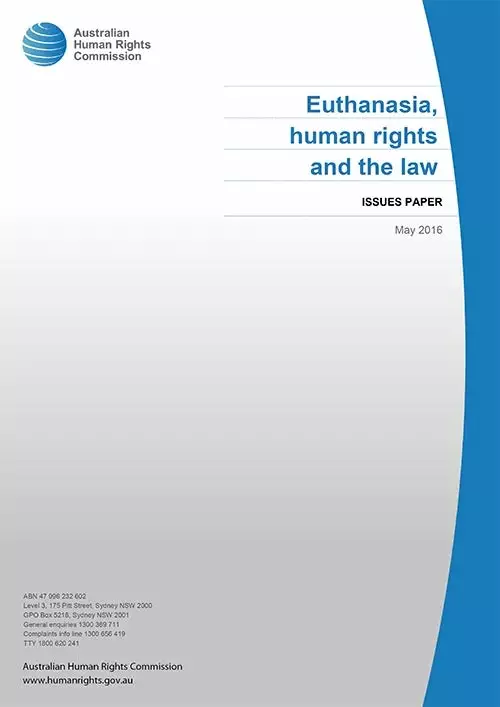 Australian
Human Rights
Commission
Euthanasia,
human rights
and the law
ISSUES PAPER
May 2016
ABN 47 996 232 602
Level 3, 175 Pitt Street, Sydney NSW 2000
GPO Box 5218, Sydney NSW 2001
General enquiries 1300 369 711
Complaints info line 1300 656 419
TTY 1800 620 241
Australian Human Rights Commission
www.humanrights.gov.au